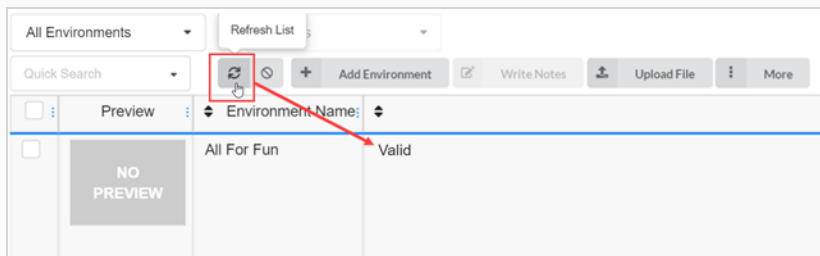 All Environments
Refresh List
s
Quick Search
Add Environment
Write Notes
Upload File
More
Preview
Environment Name
All For Fun
Valid
NO
PREVIEW